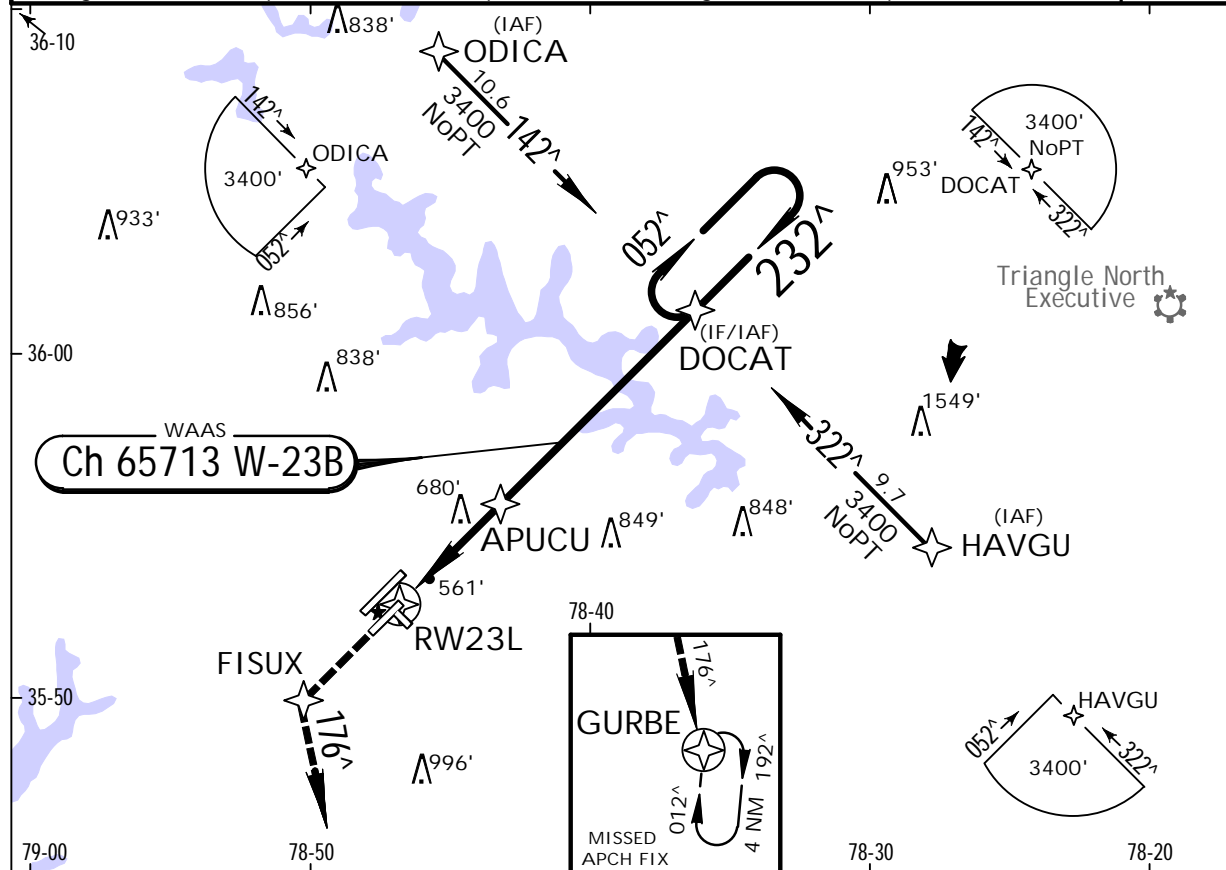 36-10
838'
(IAF)
ODICA
10.6
3400
NoPT
142^
142^
ODICA
3400'
052^
933'
856'
838'
052^
232^
(IF/IAF)
DOCAT
953'
3400'
NoPT
142^
DOCAT
322^
Triangle North
Executive
36-00
1549'
WAAS
Ch 65713 W-23B
322^
9.7
3400
NoPT
(IAF)
HAVGU
680'
APUCU
849'
848'
561'
RW23L
FISUX
176^
35-50
996'
78-40
176^
GURBE
012^
192^
4 NM
MISSED
APCH FIX
HAVGU
052^
322^
3400'
79-00
78-50
78-30
78-20